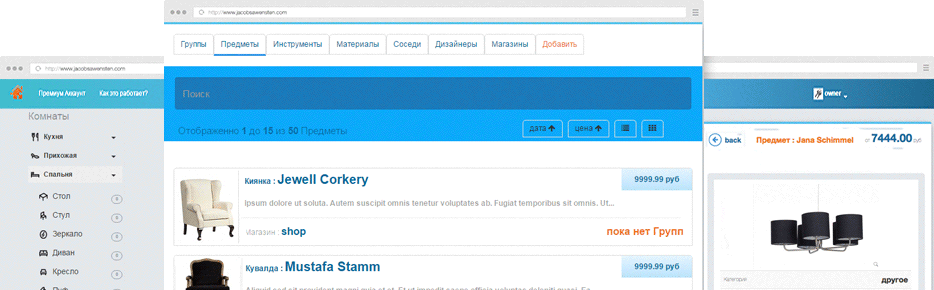 http://www.jacobsawensten.com
Группы
Предметы
Инструменты
Материалы
Соседи
Дизайнеры
Магазины
Добавить
Поиск
Отображенно 1 до 15 из 50 Предметы
дата
цена
Киянка : Jewell Corkery
9999.99 руб
Ipsum dolore ut soluta. Autem suscipit omnis tenetur voluptates ab. Fugiat temporibus sit omnis. Ut...
Магазин : shop
пока нет Групп
Кувалда : Mustafa Stamm
9999.99 руб
http://www.jacobsawensten.com
Премиум Аккаунт
Как это работает?
Комнаты
Кухня
Прихожая
Спальня
Стол
Стул
Зеркало
Диван
Кресло
owner
back
Предмет : Jana Schimmel
от 7444.00 руб
Категория
другое